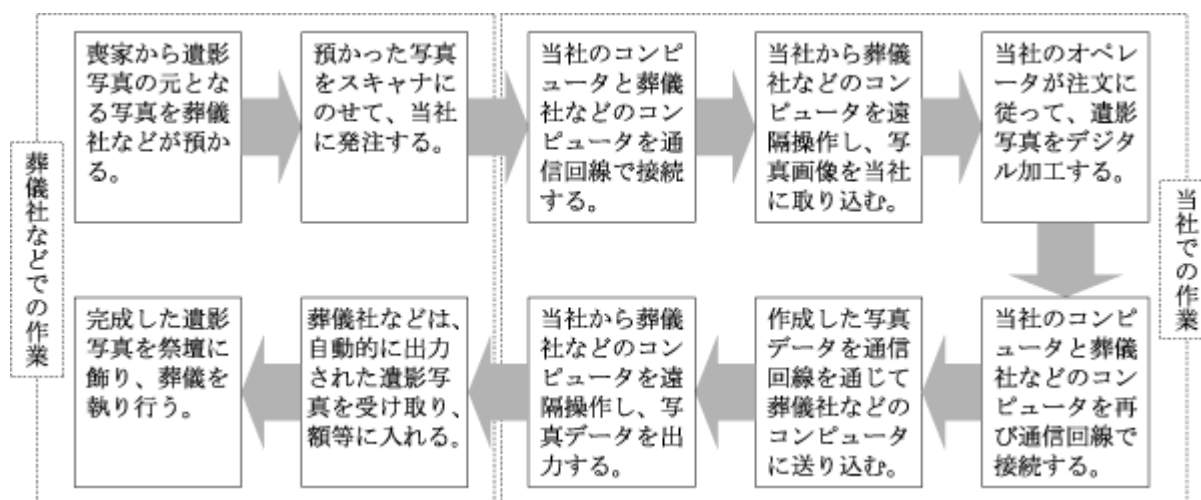 葬儀社などでの作業
喪家から遺影
写真の元とな
る写真を葬儀
社などが預か
る。
預かった写真
をスキャナに
のせて、当社
に発注する。
当社のコンピ
ュータと葬儀
社などのコン
ピュータを通
信回線で接続
する。
当社から葬儀
社などのコン
ピュータを遠
隔操作し、写
真画像を当社
に取り込む。
当社のオペレ
ータが注文に
従って、遺影
写真をデジタ
ル加工する。
当社での作業
当社のコンピ
ュータと葬儀
社などのコン
ピュータを再
び通信回線で
接続する。
作成した写真
データを通信
回線を通じて
葬儀社などの
コンピュータ
に送り込む。
当社から葬儀
社などのコン
ピュータを遠
隔操作し、写
真データを出
力する。
葬儀社などは、
自動的に出力
された遺影写
真を受け取り、
額等に入れる。
完成した遺影
写真を祭壇に
飾り、葬儀を
執り行う。